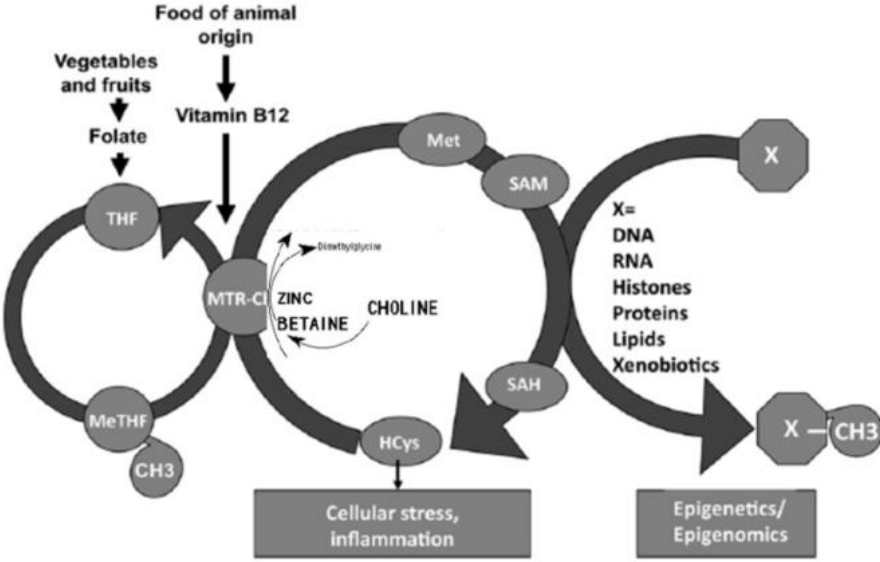 Food of animal
origin
Vegetables
and fruits
Vitamin B12
Folate
THF
Met
SAM
X
X=
DNA
RNA
Histones
Proteins
Lipids
Xenobiotics
Dimethylglycine
MTR-Cl
ZINC
BETAINE
CHOLINE
SAH
MeTHF
CH3
HCys
X
CH3
Cellular stress,
inflammation
Epigenetics/
Epigenomics